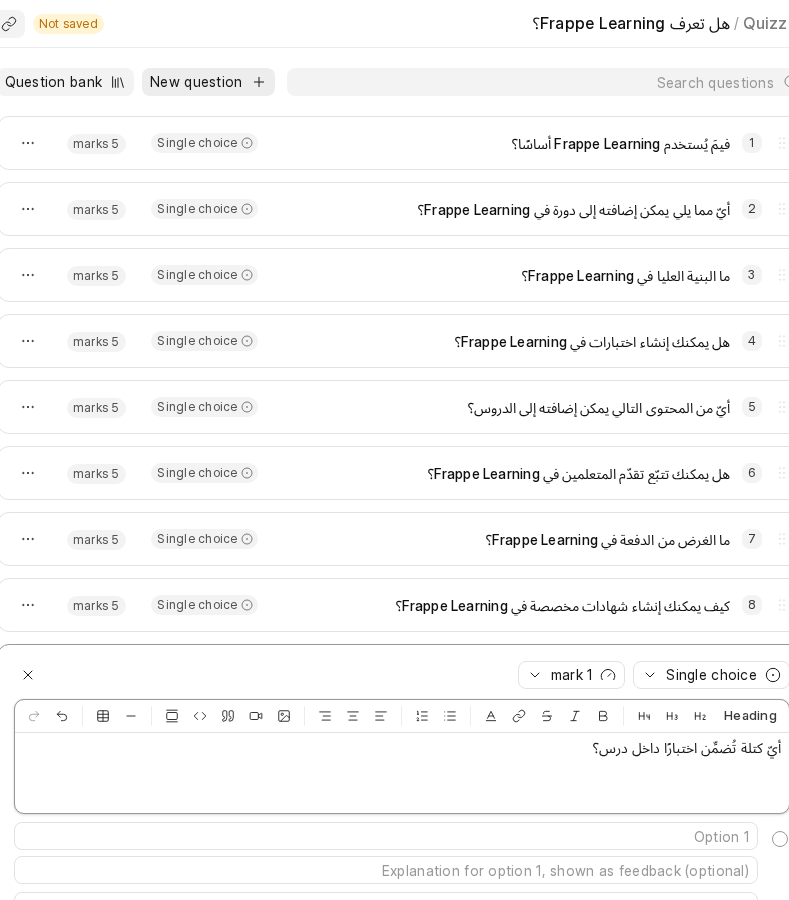 Quizz / هل تعرف Frappe Learning؟
Not saved
Search questions
New question
Question bank
1 فيمَ يُستخدم Frappe Learning أساسًا؟ Single choice 5 marks
2 أيّ مما يلي يمكن إضافته إلى دورة في Frappe Learning؟ Single choice 5 marks
3 ما البنية العليا في Frappe Learning؟ Single choice 5 marks
4 هل يمكنك إنشاء اختبارات في Frappe Learning؟ Single choice 5 marks
5 أيّ من المحتوى التالي يمكن إضافته إلى الدروس؟ Single choice 5 marks
6 هل يمكنك تتبّع تقدّم المتعلمين في Frappe Learning؟ Single choice 5 marks
7 ما الغرض من الدفعة في Frappe Learning؟ Single choice 5 marks
8 كيف يمكنك إنشاء شهادات مخصصة في Frappe Learning؟ Single choice 5 marks
Single choice 1 mark
Heading H2 H3 H4 B I S A
أيّ كتلة تُضمِّن اختبارًا داخل درس؟
Option 1
Explanation for option 1, shown as feedback (optional)